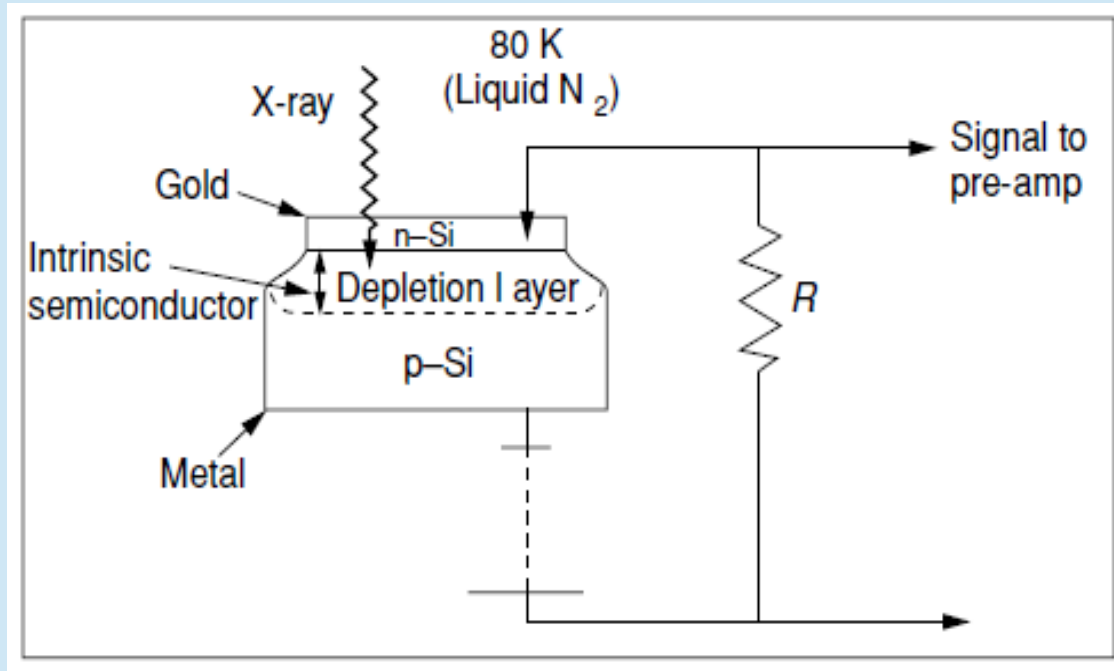 80 K
(Liquid N 2)
X-ray
Signal to
pre-amp
Gold
n–Si
Intrinsic
semiconductor
Depletion l ayer
R
p–Si
Metal